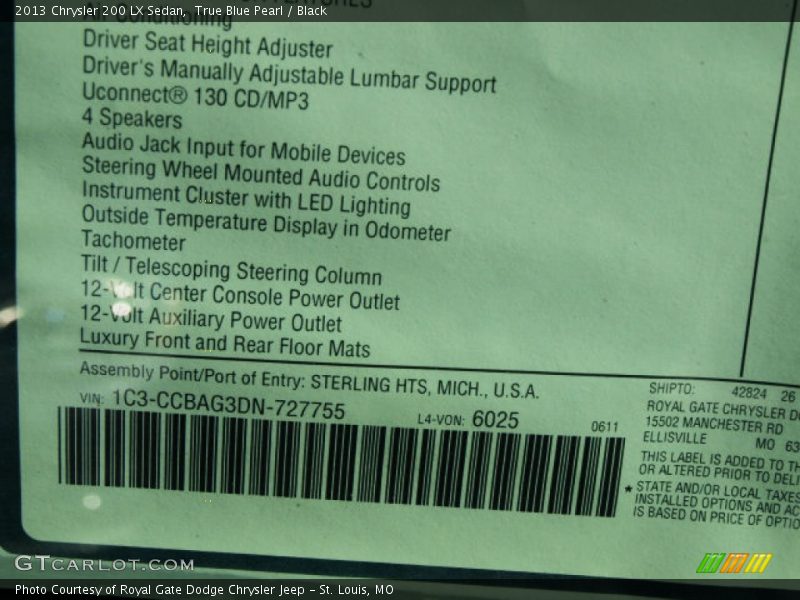 2013 Chrysler 200 LX Sedan, True Blue Pearl / Black
Air Conditioning
Driver Seat Height Adjuster
Driver's Manually Adjustable Lumbar Support
Uconnect® 130 CD/MP3
4 Speakers
Audio Jack Input for Mobile Devices
Steering Wheel Mounted Audio Controls
Instrument Cluster with LED Lighting
Outside Temperature Display in Odometer
Tachometer
Tilt / Telescoping Steering Column
12-Volt Center Console Power Outlet
12-Volt Auxiliary Power Outlet
Luxury Front and Rear Floor Mats
Assembly Point/Port of Entry: STERLING HTS, MICH., U.S.A.
VIN: 1C3-CCBAG3DN-727755
L4-VON: 6025
0611
SHIPTO: 42824 26
ROYAL GATE CHRYSLER
15502 MANCHESTER RD
ELLISVILLE MO 63
THIS LABEL IS ADDED TO
OR ALTERED PRIOR TO
* STATE AND/OR LOCAL TAXES
INSTALLED OPTIONS AND
IS BASED ON PRICE OF
GTCARLOT.COM
Photo Courtesy of Royal Gate Dodge Chrysler Jeep - St. Louis, MO